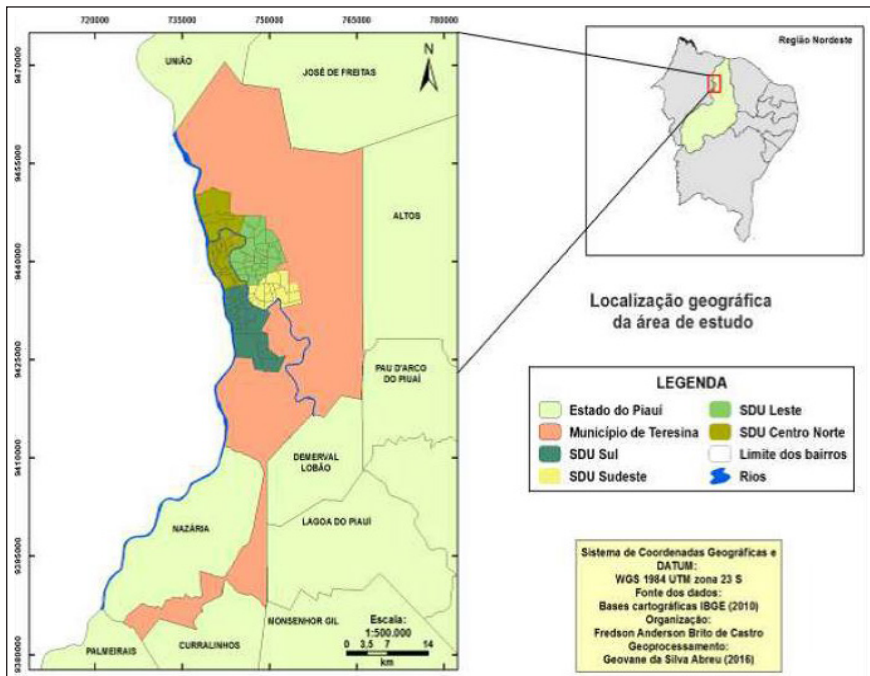 720000 735000 750000 765000 780000
9470000
9455000
9440000
9425000
9410000
9395000
9380000
UNIÃO
JOSÉ DE FREITAS
N
ALTOS
PAU D'ARCO
DO PIUAÍ
DEMERVAL
LOBÃO
NAZÁRIA
LAGOA DO PIAUÍ
MONSENHOR GIL
PALMEIRAIS
CURRALINHOS
Escala:
1:500.000
0 3,5 7 14
km
Região Nordeste
Localização geográfica
da área de estudo
LEGENDA
Estado do Piauí
Município de Teresina
SDU Sul
SDU Sudeste
SDU Leste
SDU Centro Norte
Limite dos bairros
Rios
Sistema de Coordenadas Geográficas e
DATUM:
WGS 1984 UTM zona 23 S
Fonte dos dados:
Bases cartográficas IBGE (2010)
Organização:
Fredson Anderson Brito de Castro
Geoprocessamento:
Geovane da Silva Abreu (2016)